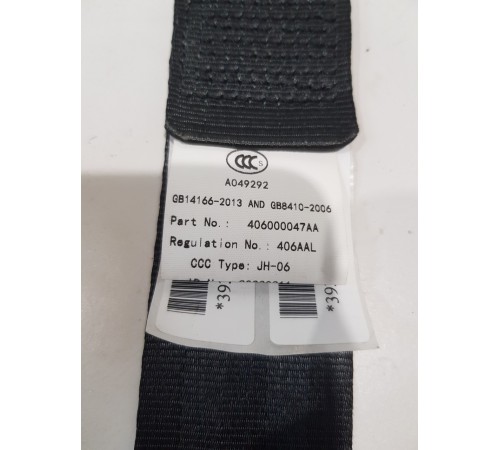 CCC S
A049292
GB14166-2013 AND GB8410-2006
Part No.: 406000047AA
Regulation No.: 406AAL
CCC Type: JH-06
*39
*39